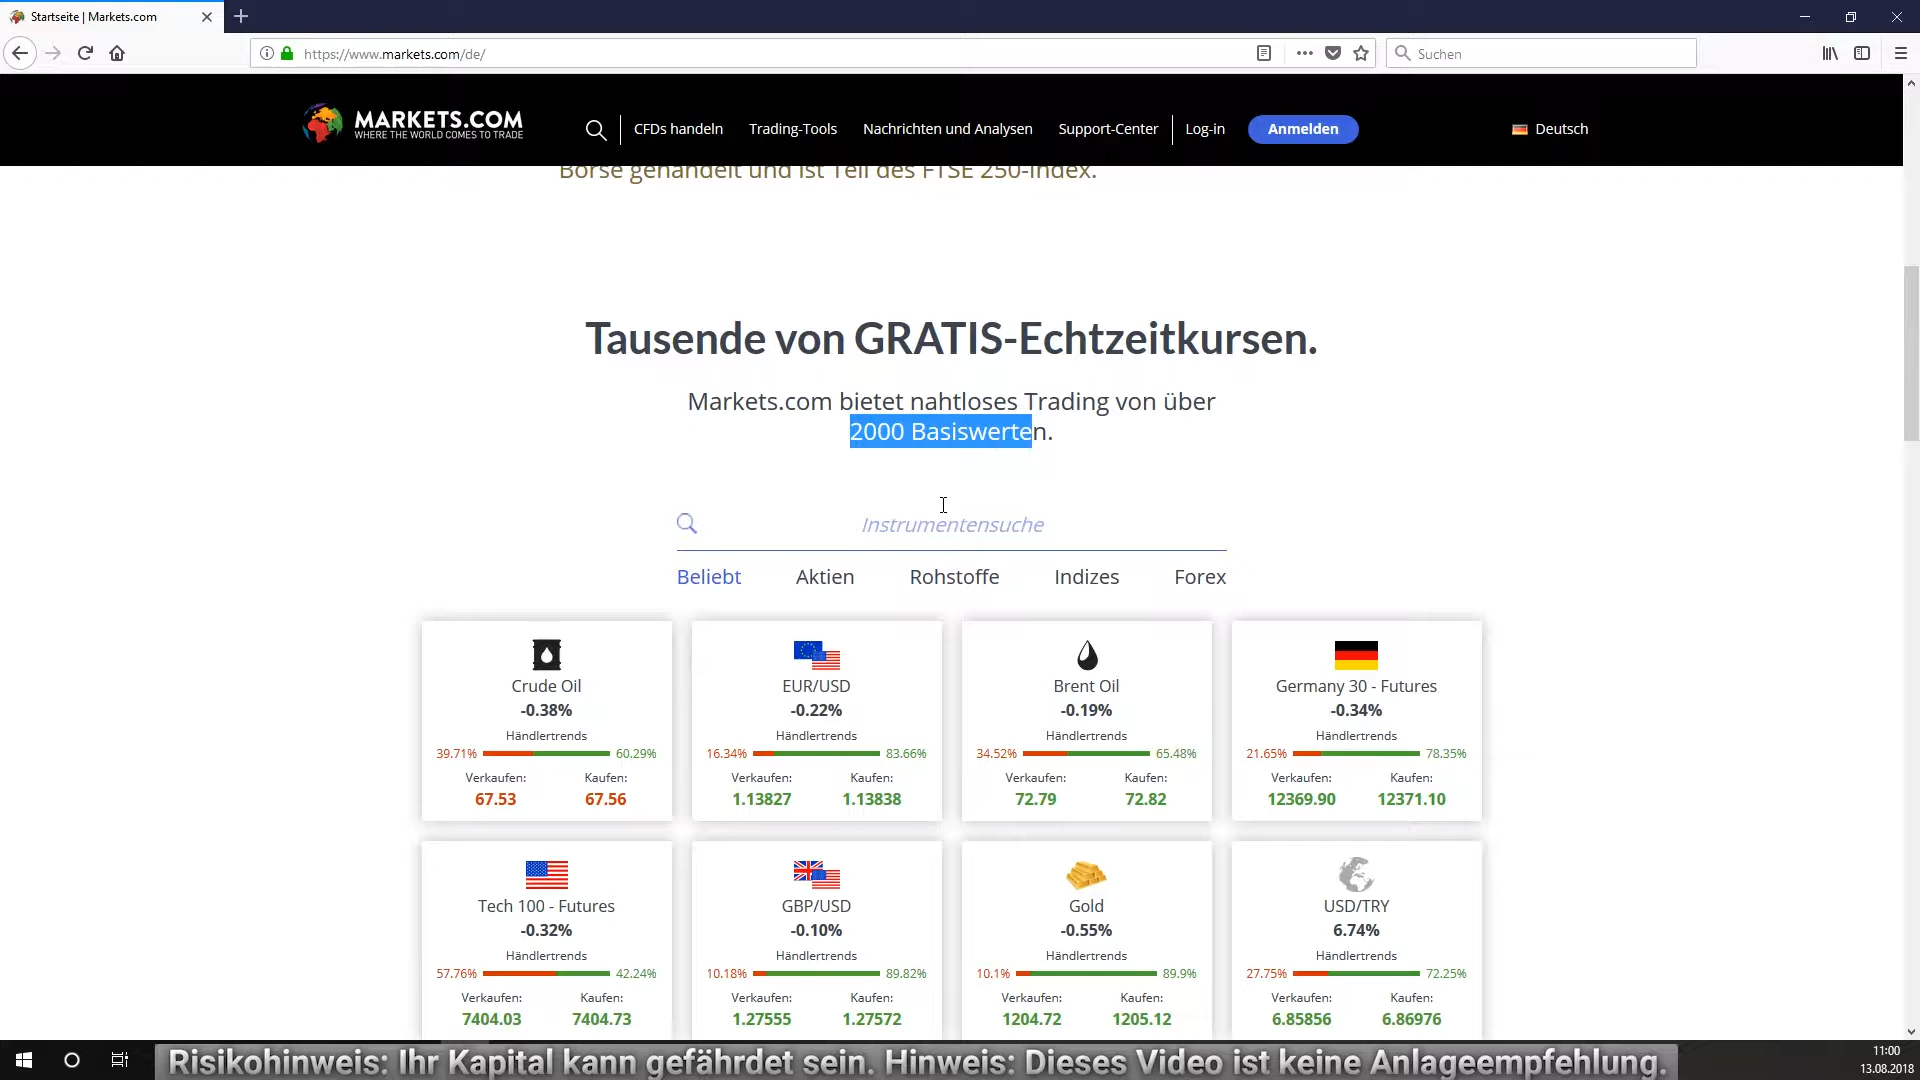 Startseite | Markets.com
https://www.markets.com/de/
Suchen
MARKETS.COM
WHERE THE WORLD COMES TO TRADE
CFDs handeln
Trading-Tools
Nachrichten und Analysen
Support-Center
Log-in
Anmelden
Deutsch
Börse gehandelt und ist Teil des FTSE 250-Index.
Tausende von GRATIS-Echtzeitkursen.
Markets.com bietet nahtloses Trading von über
2000 Basiswerten.
Instrumentensuche
Beliebt Aktien Rohstoffe Indizes Forex
Crude Oil
-0.38%
Händlertrends
39.71% 60.29%
Verkaufen: Kaufen:
67.53 67.56
EUR/USD
-0.22%
Händlertrends
16.34% 83.66%
Verkaufen: Kaufen:
1.13827 1.13838
Brent Oil
-0.19%
Händlertrends
34.52% 65.48%
Verkaufen: Kaufen:
72.79 72.82
Germany 30 - Futures
-0.34%
Händlertrends
21.65% 78.35%
Verkaufen: Kaufen:
12369.90 12371.10
Tech 100 - Futures
-0.32%
Händlertrends
57.76% 42.24%
Verkaufen: Kaufen:
7404.03 7404.73
GBP/USD
-0.10%
Händlertrends
10.18% 89.82%
Verkaufen: Kaufen:
1.27555 1.27572
Gold
-0.55%
Händlertrends
10.1% 89.9%
Verkaufen: Kaufen:
1204.72 1205.12
USD/TRY
6.74%
Händlertrends
27.75% 72.25%
Verkaufen: Kaufen:
6.85856 6.86976
Risikohinweis: Ihr Kapital kann gefährdet sein. Hinweis: Dieses Video ist keine Anlageempfehlung.
11:00
13.08.2018